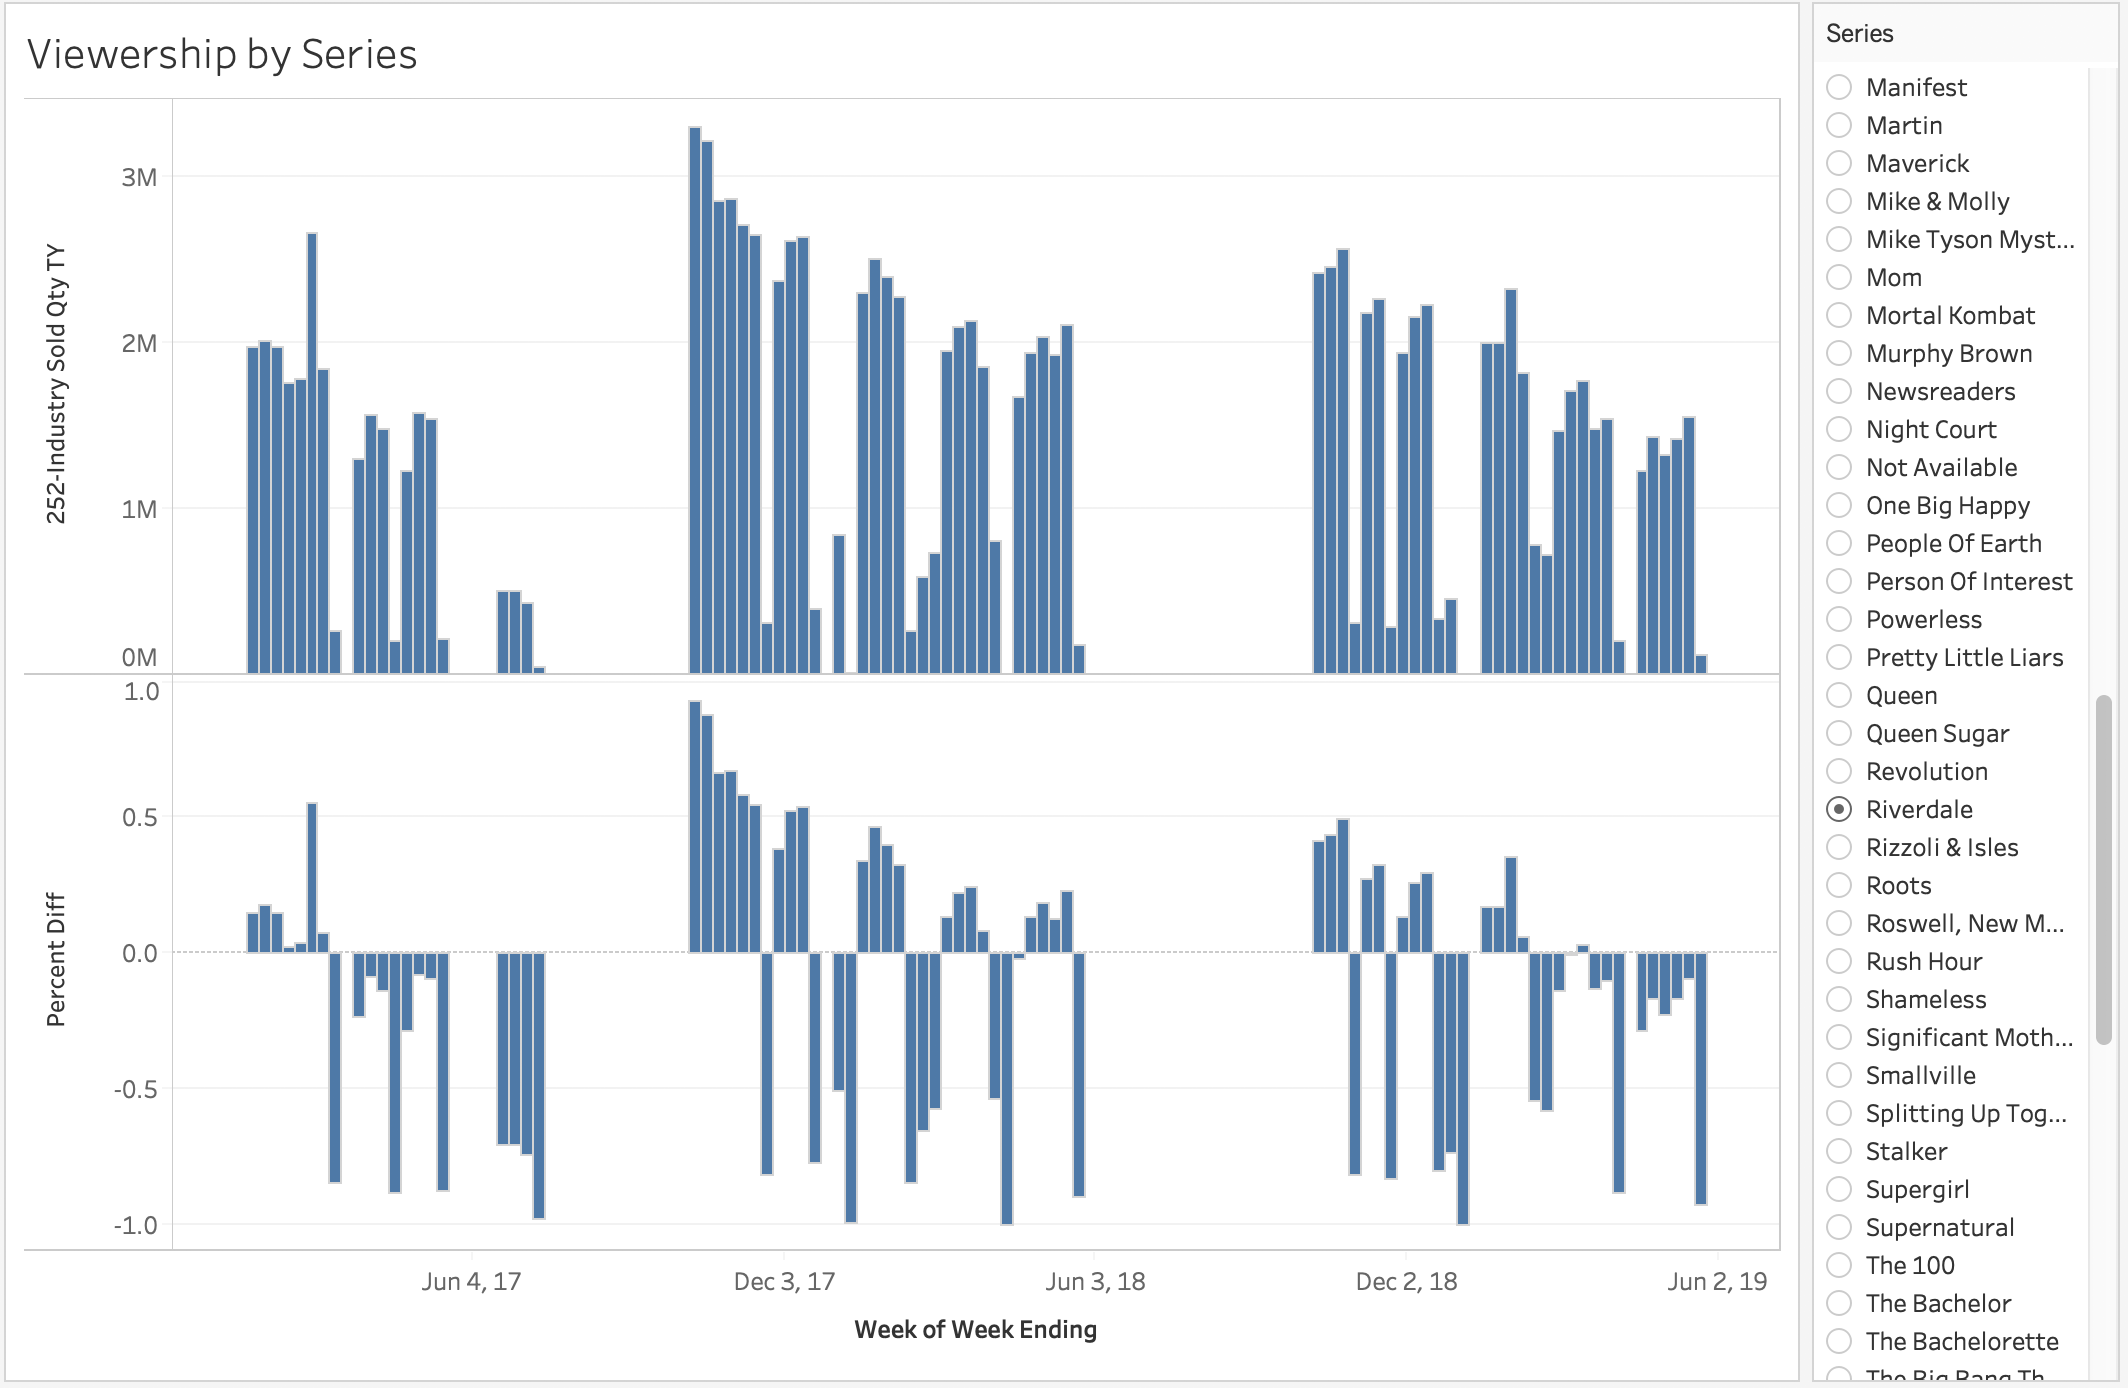 Viewership by Series
252-Industry Sold Qty TY
3M
2M
1M
0M
Percent Diff
1.0
0.5
0.0
-0.5
-1.0
Jun 4, 17
Dec 3, 17
Jun 3, 18
Dec 2, 18
Jun 2, 19
Week of Week Ending
Series
Manifest
Martin
Maverick
Mike & Molly
Mike Tyson Myst...
Mom
Mortal Kombat
Murphy Brown
Newsreaders
Night Court
Not Available
One Big Happy
People Of Earth
Person Of Interest
Powerless
Pretty Little Liars
Queen
Queen Sugar
Revolution
Riverdale
Rizzoli & Isles
Roots
Roswell, New M...
Rush Hour
Shameless
Significant Moth...
Smallville
Splitting Up Tog...
Stalker
Supergirl
Supernatural
The 100
The Bachelor
The Bachelorette
The Big Bang Th...